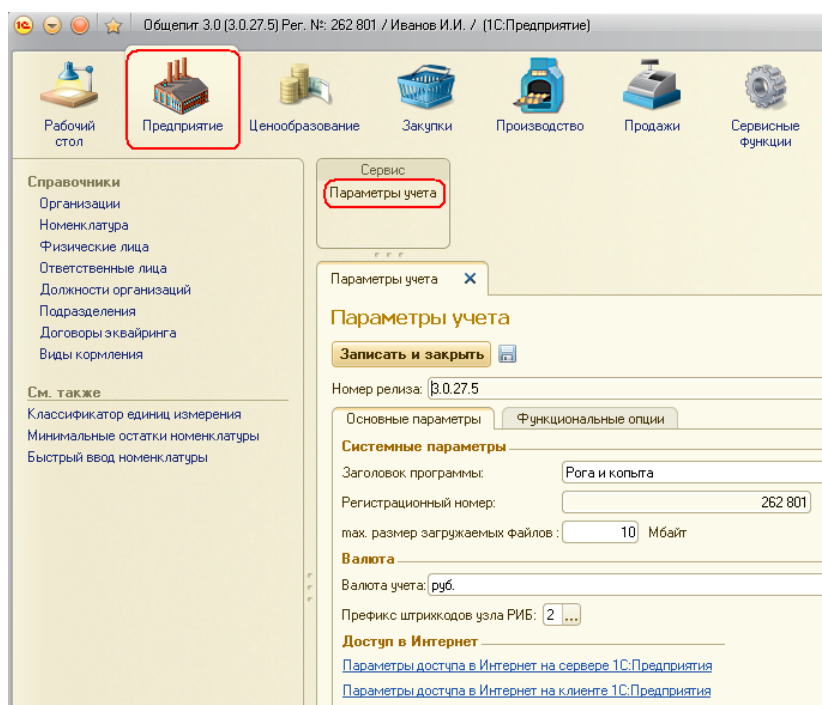 1С Общепит 3.0 (3.0.27.5) Рег. №: 262 801 / Иванов И.И. / (1С:Предприятие)
Рабочий стол
Предприятие
Ценообразование
Закупки
Производство
Продажи
Сервисные функции
Справочники
Организации
Номенклатура
Физические лица
Ответственные лица
Должности организаций
Подразделения
Договоры эквайринга
Виды кормления
См. также
Классификатор единиц измерения
Минимальные остатки номенклатуры
Быстрый ввод номенклатуры
Сервис
Параметры учета
Параметры учета
Параметры учета
Записать и закрыть
Номер релиза: 3.0.27.5
Основные параметры Функциональные опции
Системные параметры
Заголовок программы: Рога и копыта
Регистрационный номер: 262 801
max. размер загружаемых файлов : 10 Мбайт
Валюта
Валюта учета: руб.
Префикс штрихкодов узла РИБ: 2 ...
Доступ в Интернет
Параметры доступа в Интернет на сервере 1С:Предприятия
Параметры доступа в Интернет на клиенте 1С:Предприятия